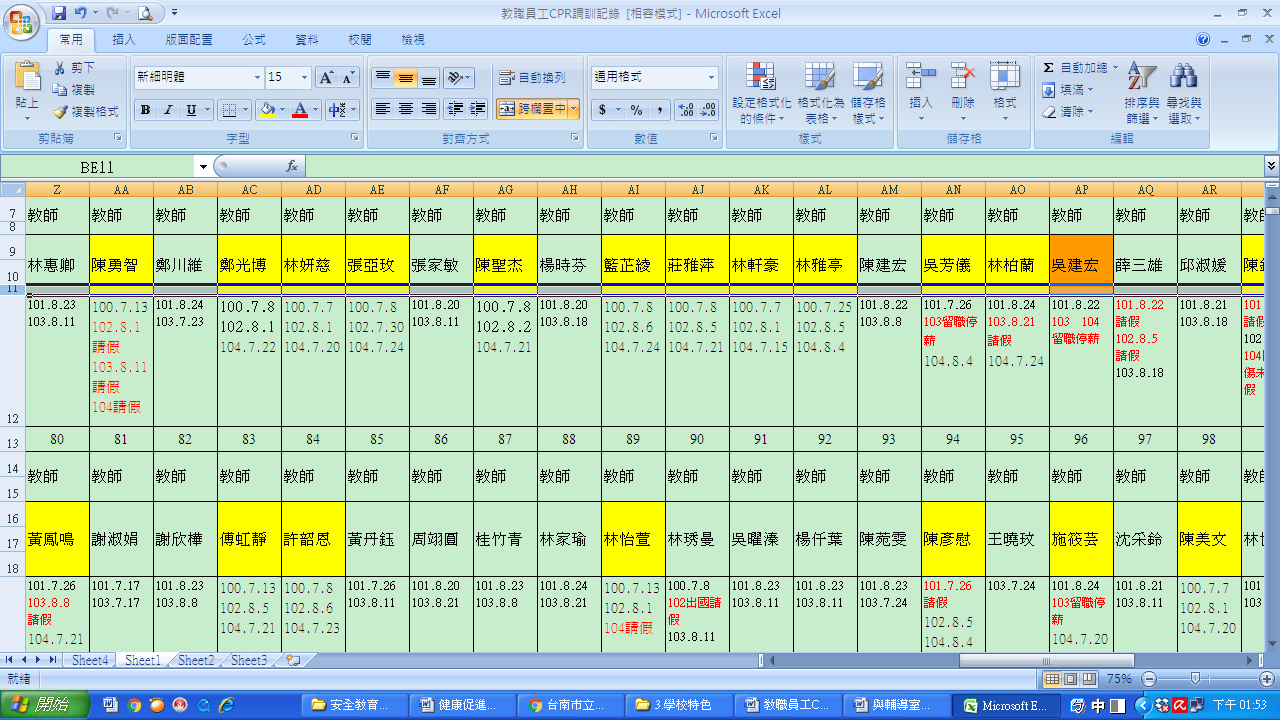 教職員工CPR調訓記錄 [相容模式] - Microsoft Excel
常用 插入 版面配置 公式 資料 校閱 檢視
貼上 剪下 複製 複製格式 剪貼簿
新細明體 15 A A B I U 字型
自動換列 跨欄置中 對齊方式
通用格式 $ % , 數值
設定格式化的條件 格式化為表格 儲存格樣式 樣式
插入 刪除 格式 儲存格
Σ 自動加總 填滿 清除 排序與篩選 尋找與選取 編輯
BE11 fx
Z AA AB AC AD AE AF AG AH AI AJ AK AL AM AN AO AP AQ AR
7 教師 教師 教師 教師 教師 教師 教師 教師 教師 教師 教師 教師 教師 教師 教師 教師 教師 教師 教師
8
9
林惠卿 陳勇智 鄭川維 鄭光博 林妍慈 張亞玫 張家敏 陳聖杰 楊時芬 籃芷綾 莊雅萍 林軒豪 林雅亭 陳建宏 吳芳儀 林柏蘭 吳建宏 薛三雄 邱淑媛
10
11
101.8.23 100.7.13 101.8.24 100.7.8 100.7.7 100.7.8 101.8.20 100.7.8 101.8.20 100.7.8 100.7.8 100.7.7 100.7.25 101.8.22 101.7.26 101.8.24 101.8.22 101.8.22 101.8.21
103.8.11 102.8.1 103.7.23 102.8.1 102.8.1 102.7.30 103.8.11 102.8.2 103.8.18 102.8.6 102.8.5 102.8.1 102.8.5 103.8.8 103留職停 103.8.21 103 104 請假 103.8.18
請假 104.7.22 104.7.20 104.7.24 104.7.21 104.7.24 104.7.21 104.7.15 104.8.4 薪 請假 留職停薪 102.8.5
103.8.11 104.8.4 104.7.24 請假
請假 103.8.18
104請假
12
13 80 81 82 83 84 85 86 87 88 89 90 91 92 93 94 95 96 97 98
14 教師 教師 教師 教師 教師 教師 教師 教師 教師 教師 教師 教師 教師 教師 教師 教師 教師 教師 教師
15
16
17 黃鳳鳴 謝淑娟 謝欣樺 傅虹靜 許韶恩 黃丹鈺 周翊圓 桂竹青 林家瑜 林怡萱 林琇曼 吳曜溱 楊仟葉 陳苑雯 陳彥慰 王曉玫 施筱芸 沈采鈴 陳美文
18
101.7.26 101.7.17 101.8.23 100.7.13 100.7.8 101.7.26 101.8.20 101.8.23 101.8.24 100.7.13 100.7.8 101.8.23 101.8.23 101.8.23 101.7.26 103.7.24 101.8.24 101.8.21 100.7.7
103.8.8 103.7.17 103.8.8 102.8.5 102.8.6 103.8.11 103.8.21 103.8.8 103.8.11 102.8.1 102出國請 103.8.11 103.8.11 103.7.24 請假 103留職停 103.8.11 102.8.1
請假 104.7.21 104.7.23 104請假 假 102.8.5 薪 104.7.20
104.7.21 103.8.11 104.8.4 104.7.20
Sheet4 Sheet1 Sheet2 Sheet3
就緒 75%
開始 安全教育... 健康促進... 台南市立... 3.學校特色 教職員工C... 與輔導室... Microsoft E... 中 下午 01:53